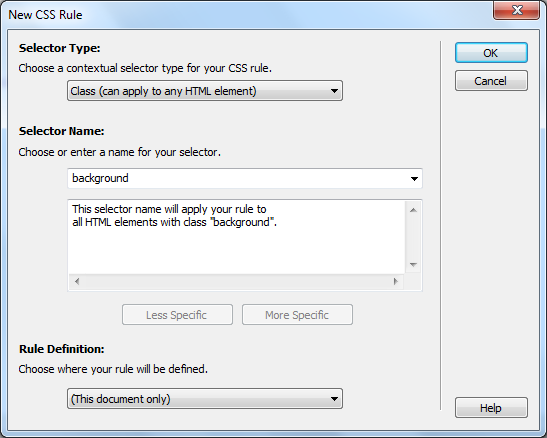 New CSS Rule
Selector Type:
OK
Choose a contextual selector type for your CSS rule.
Cancel
Class (can apply to any HTML element)
Selector Name:
Choose or enter a name for your selector.
background
This selector name will apply your rule to
all HTML elements with class "background".
Less Specific
More Specific
Rule Definition:
Choose where your rule will be defined.
(This document only)
Help